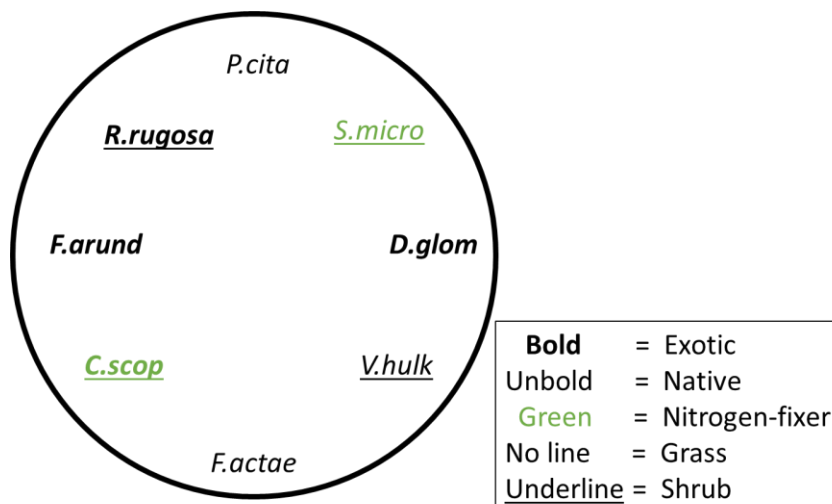 P.cita
R.rugosa S.micro
F.arund D.glom
C.scop V.hulk
F.actae
Bold = Exotic
Unbold = Native
Green = Nitrogen-fixer
No line = Grass
Underline = Shrub